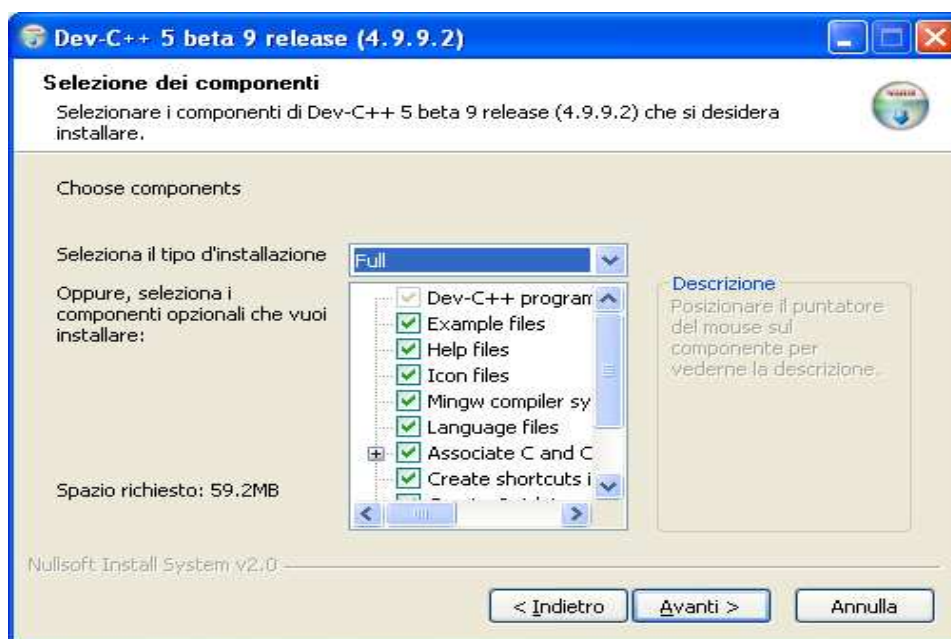 Dev-C++ 5 beta 9 release (4.9.9.2)
Selezione dei componenti
Selezionare i componenti di Dev-C++ 5 beta 9 release (4.9.9.2) che si desidera
installare.
Choose components
Seleziona il tipo d'installazione
Full
Oppure, seleziona i
componenti opzionali che vuoi
installare:
Dev-C++ program
Example files
Help files
Icon files
Mingw compiler sy
Language files
Associate C and C
Create shortcuts i
Descrizione
Posizionare il puntatore
del mouse sul
componente per
vederne la descrizione.
Spazio richiesto: 59.2MB
Nullsoft Install System v2.0
< Indietro
Avanti >
Annulla